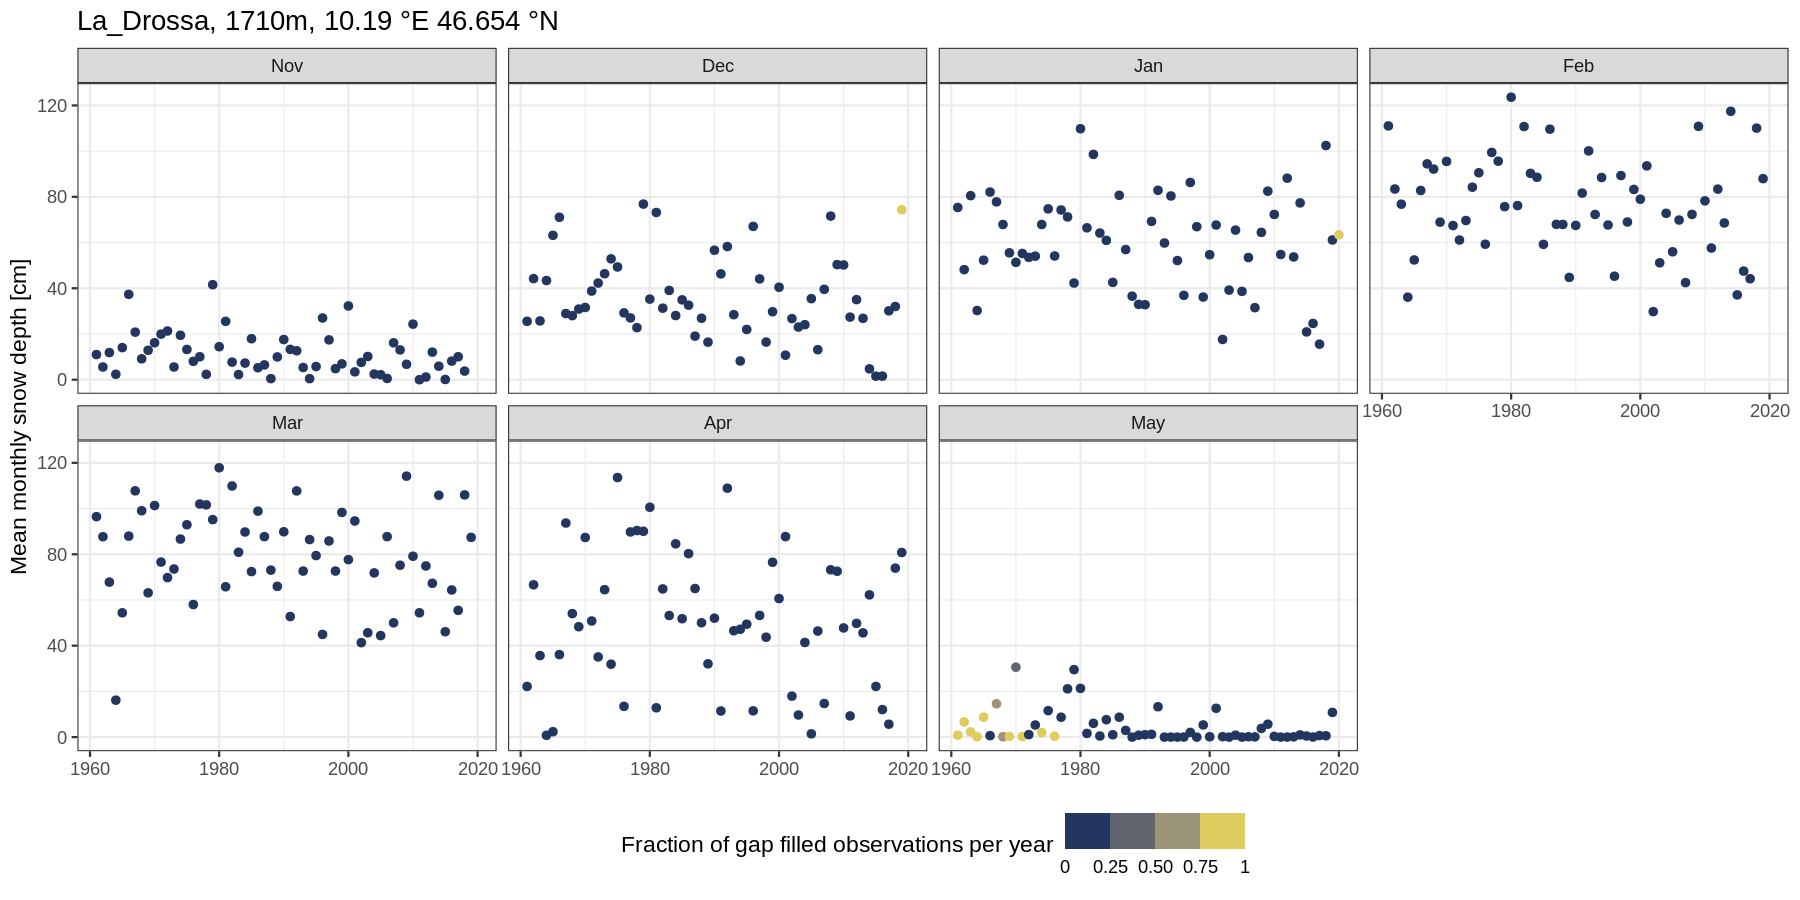 La_Drossa, 1710m, 10.19 °E 46.654 °N
Nov
Dec
Jan
Feb
120
80
40
0
1960
1980
2000
2020
Mean monthly snow depth [cm]
Mar
Apr
May
120
80
40
0
1960
1980
2000
2020
1960
1980
2000
2020
1960
1980
2000
2020
Fraction of gap filled observations per year
0
0.25
0.50
0.75
1